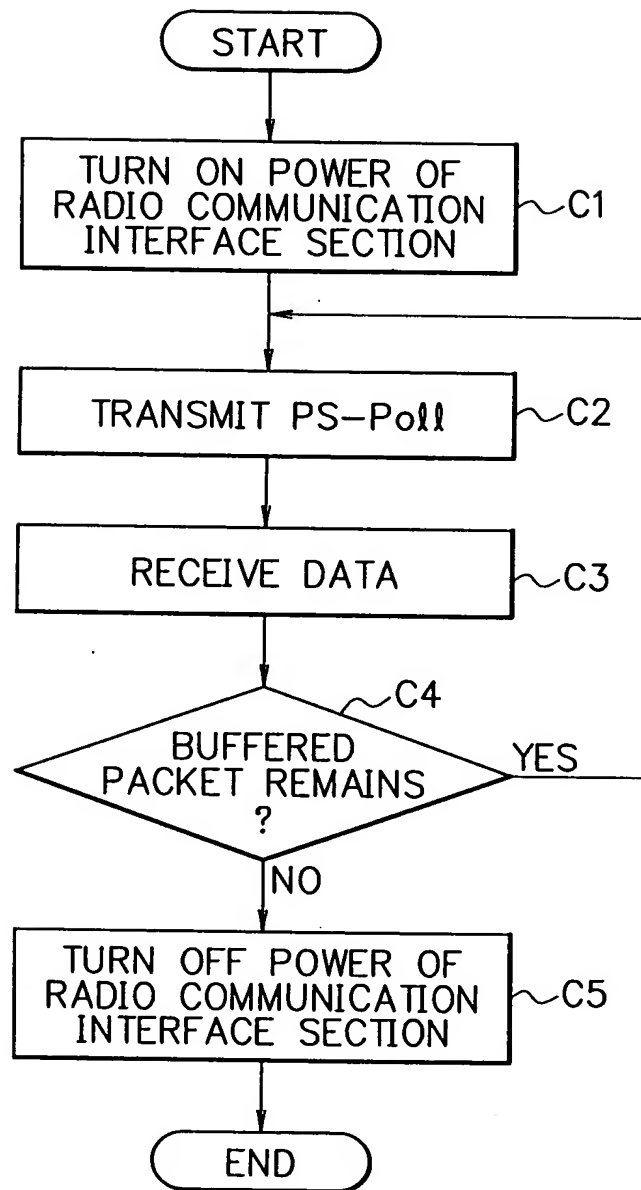 START
TURN ON POWER OF
RADIO COMMUNICATION
INTERFACE SECTION
C1
TRANSMIT PS-Poll
C2
RECEIVE DATA
C3
C4
BUFFERED
PACKET REMAINS
?
YES
NO
TURN OFF POWER OF
RADIO COMMUNICATION
INTERFACE SECTION
C5
END